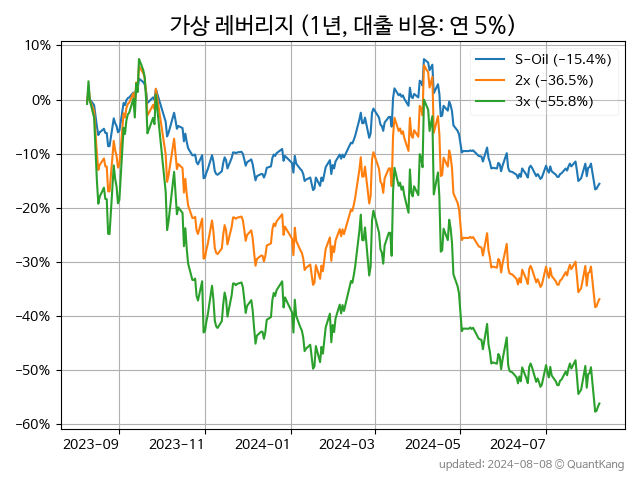 가상 레버리지 (1년, 대출 비용: 연 5%)
S-Oil (−15.4%)
2x (−36.5%)
3x (−55.8%)
10%
0%
−10%
−20%
−30%
−40%
−50%
−60%
2023-09 2023-11 2024-01 2024-03 2024-05 2024-07
updated: 2024-08-08 © QuantKang